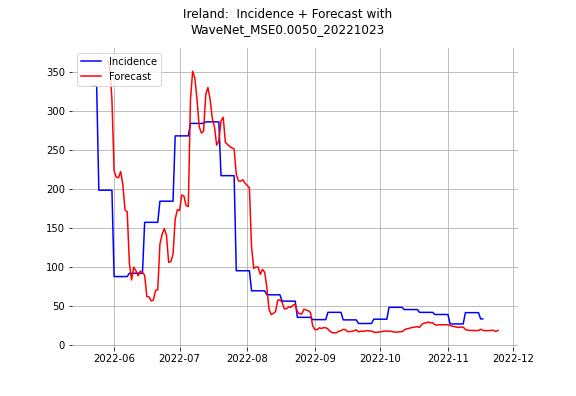 Ireland:  Incidence + Forecast with
WaveNet_MSE0.0050_20221023
Incidence
Forecast
350
300
250
200
150
100
50
0
2022-06 2022-07 2022-08 2022-09 2022-10 2022-11 2022-12